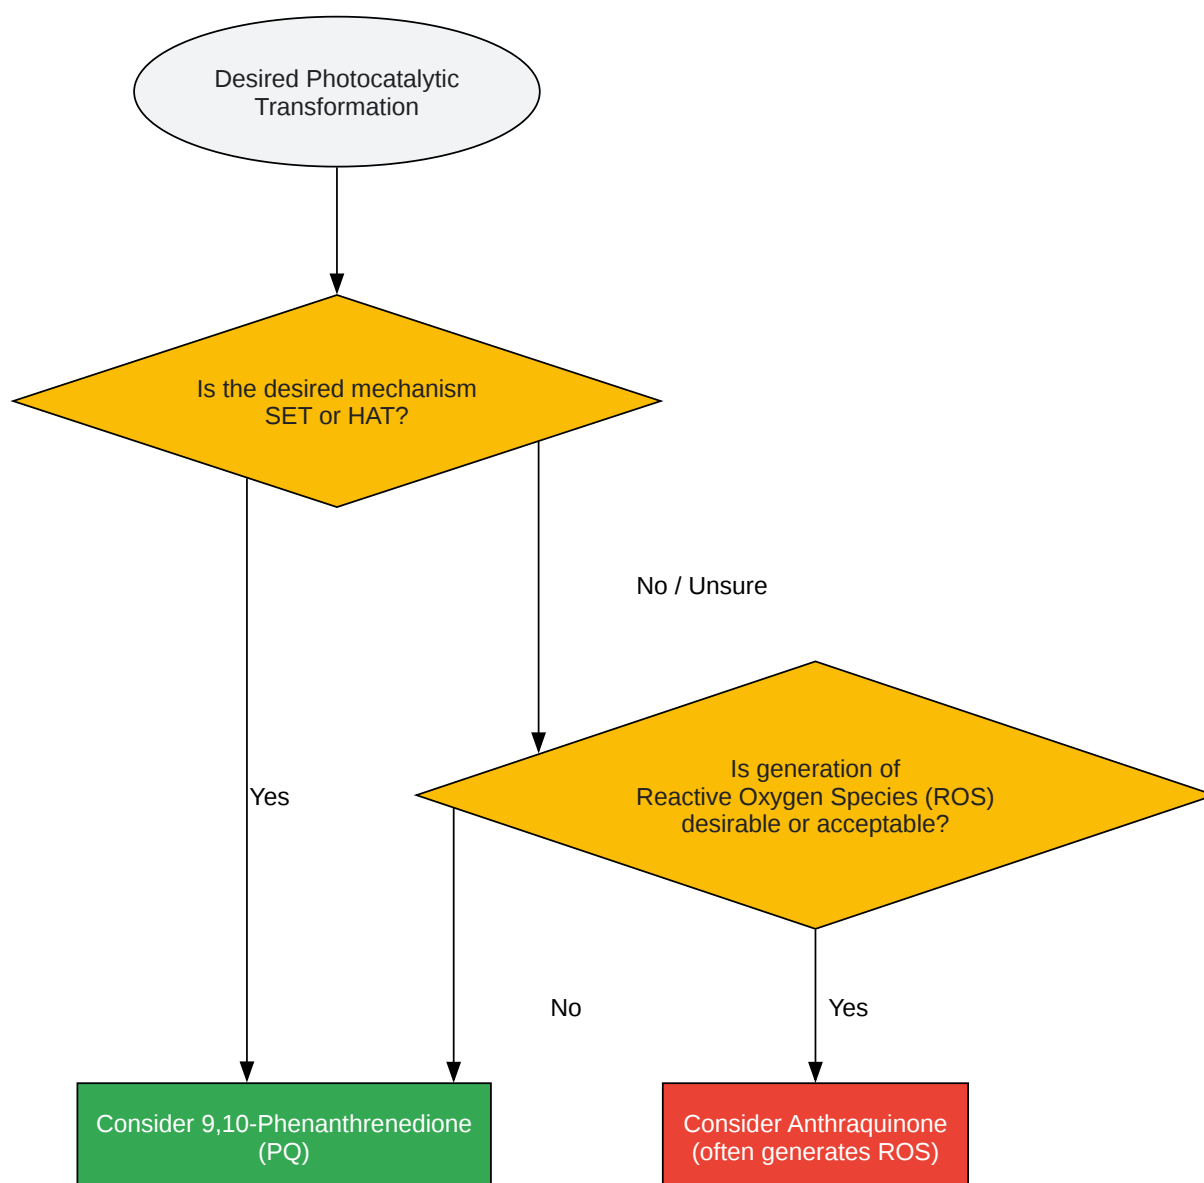 Desired Photocatalytic
Transformation
Is the desired mechanism
SET or HAT?
No / Unsure
Is generation of
Reactive Oxygen Species (ROS)
desirable or acceptable?
Yes
No
Yes
Consider 9,10-Phenanthrenedione
(PQ)
Consider Anthraquinone
(often generates ROS)